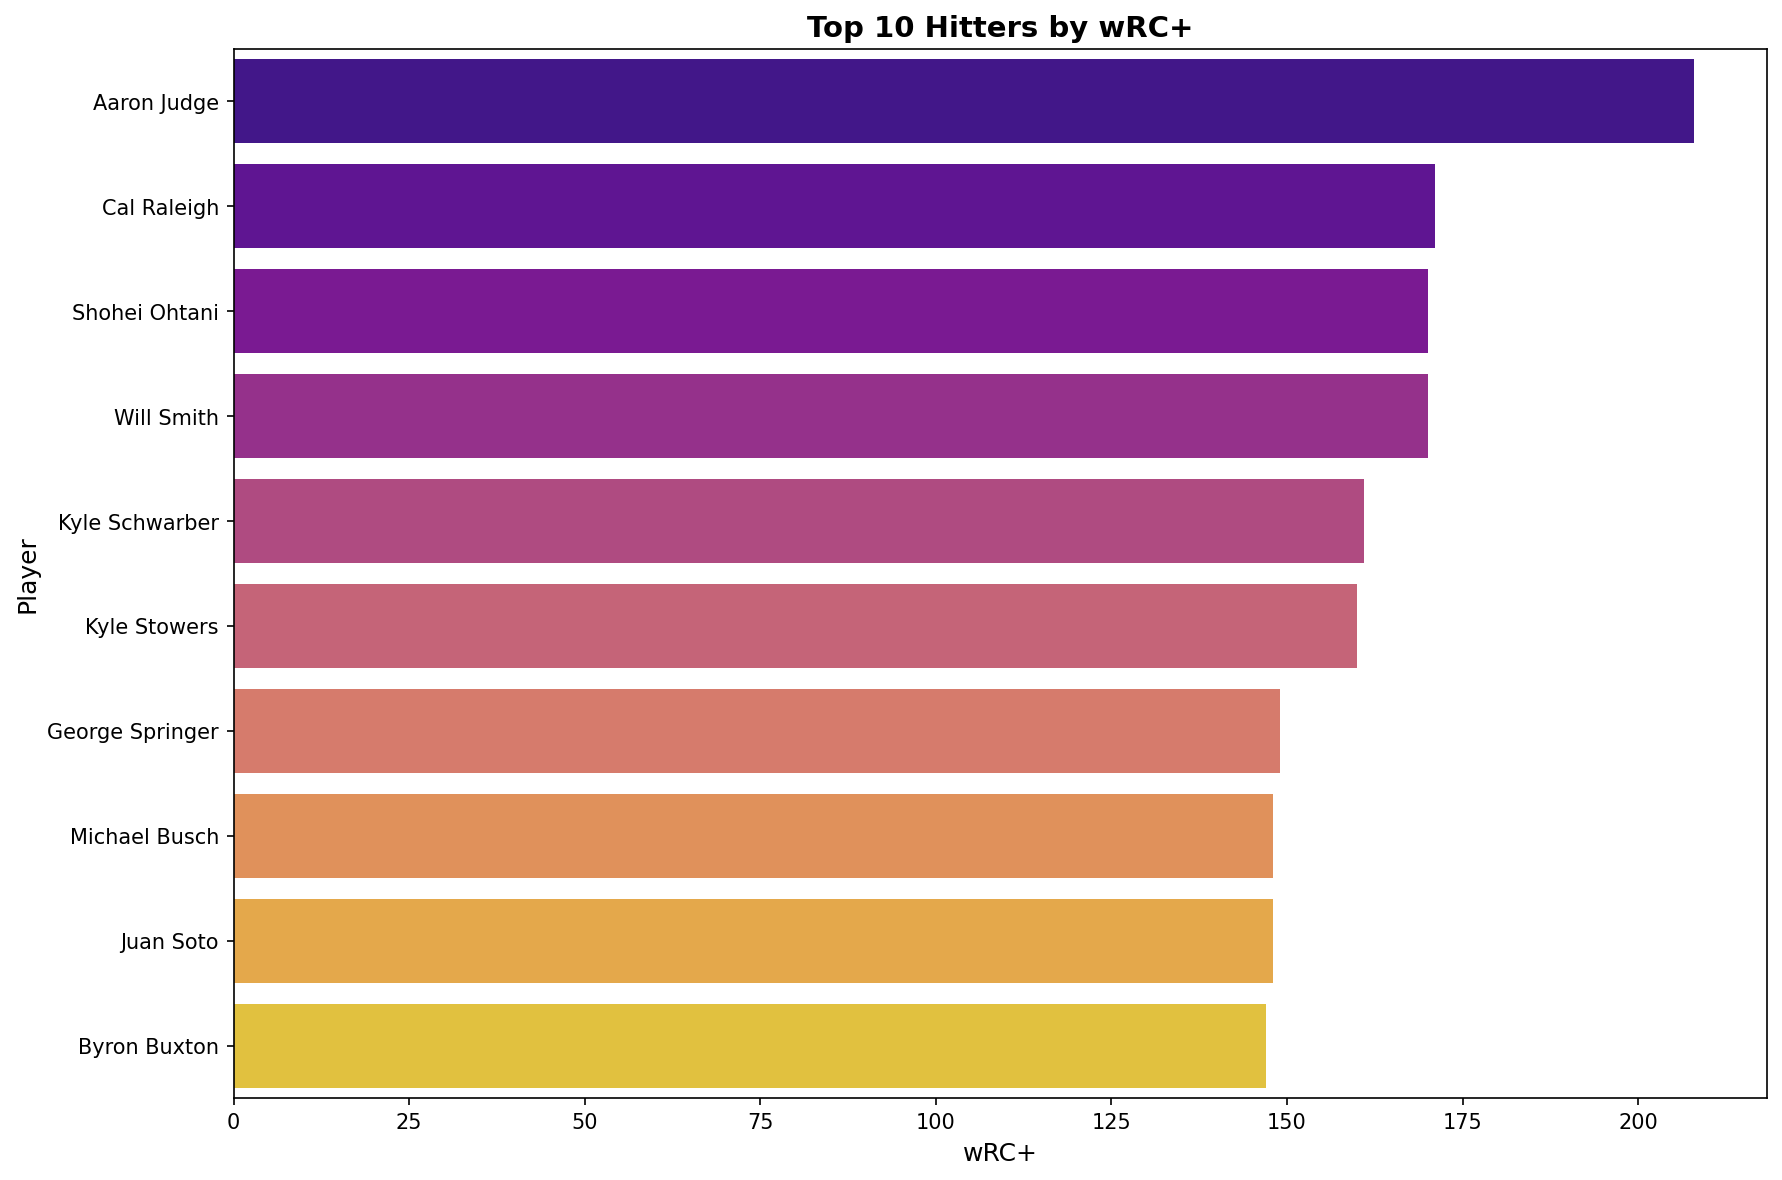 Top 10 Hitters by wRC+
Player
Aaron Judge
Cal Raleigh
Shohei Ohtani
Will Smith
Kyle Schwarber
Kyle Stowers
George Springer
Michael Busch
Juan Soto
Byron Buxton
0 25 50 75 100 125 150 175 200
wRC+